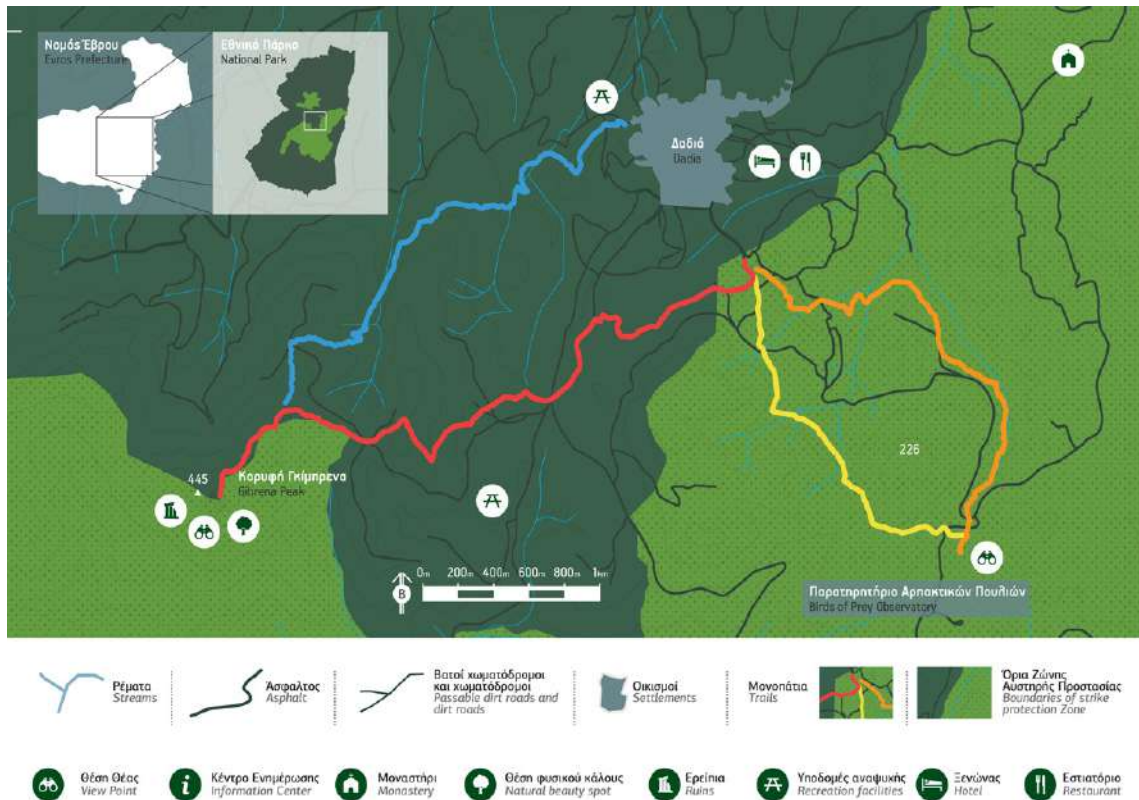 Νομός Έβρου
Evros Prefecture
Εθνικό Πάρκο
National Park
Δαδιά
Dadia
445
Κορυφή Γκίμπρενα
Gibrena Peak
226
B
0m 200m 400m 600m 800m 1km
Παρατηρητήριο Αρπακτικών Πουλιών
Birds of Prey Observatory
Ρέματα
Streams
Άσφαλτος
Asphalt
Βατοί χωματόδρομοι
και χωματόδρομοι
Passable dirt roads and
dirt roads
Οικισμοί
Settlements
Μονοπάτια
Trails
Όρια Ζώνης
Αυστηρής Προστασίας
Boundaries of strike
protection Zone
Θέση Θέας
View Point
Κέντρο Ενημέρωσης
Information Center
Μοναστήρι
Monastery
Θέση φυσικού κάλους
Natural beauty spot
Ερείπια
Ruins
Υποδομές αναψυχής
Recreation facilities
Ξενώνας
Hotel
Εστιατόριο
Restaurant